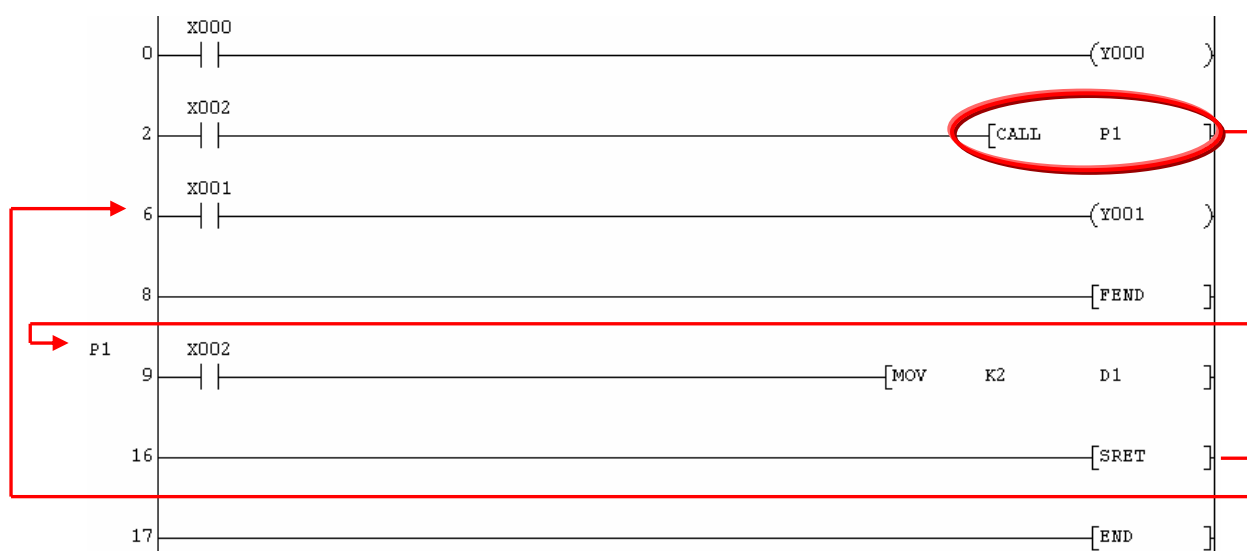 X000
0 (Y000 )
X002
2 [CALL P1 ]
X001
6 (Y001 )
8 [FEND ]
P1 X002
9 [MOV K2 D1 ]
16 [SRET ]
17 [END ]